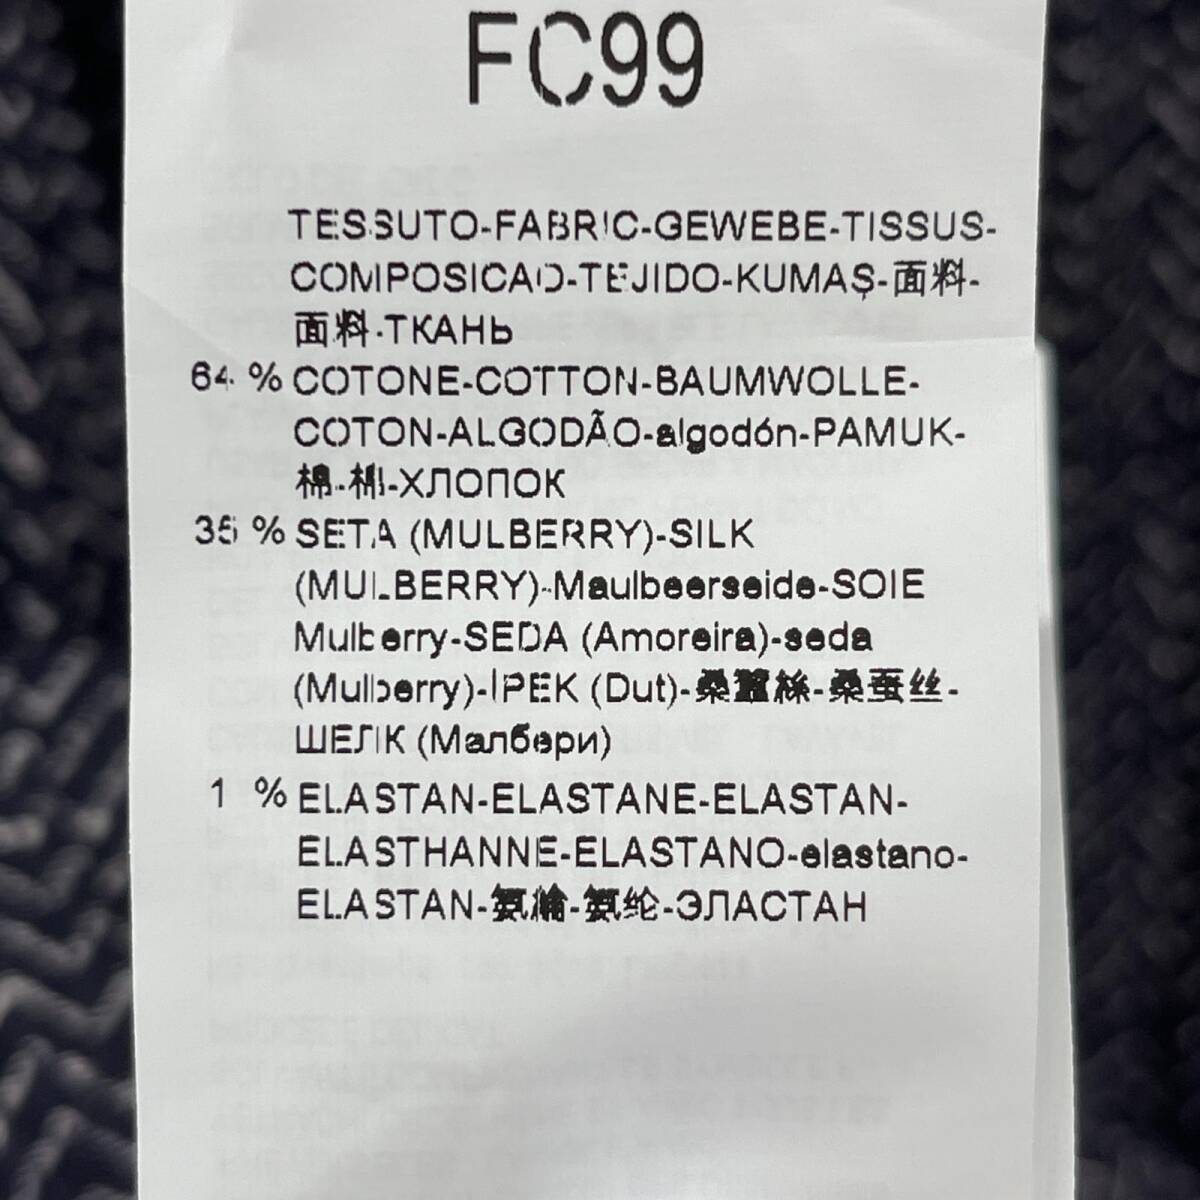 FC99
TESSUTO-FABRIC-GEWEBE-TISSUS-
COMPOSICAO-TEJIDO-KUMAŞ-面料-
面料-ТКАНЬ
64 % COTONE-COTTON-BAUMWOLLE-
COTON-ALGODÃO-algodón-PAMUK-
棉-棉-ХЛОПОК
35 % SETA (MULBERRY)-SILK
(MULBERRY)-Maulbeerseide-SOIE
Mulberry-SEDA (Amoreira)-seda
(Mulberry)-İPEK (Dut)-桑蠶絲-桑蚕丝-
ШЕЛК (Малбери)
1 % ELASTAN-ELASTANE-ELASTAN-
ELASTHANNE-ELASTANO-elastano-
ELASTAN-氨綸-氨纶-ЭЛАСТАН